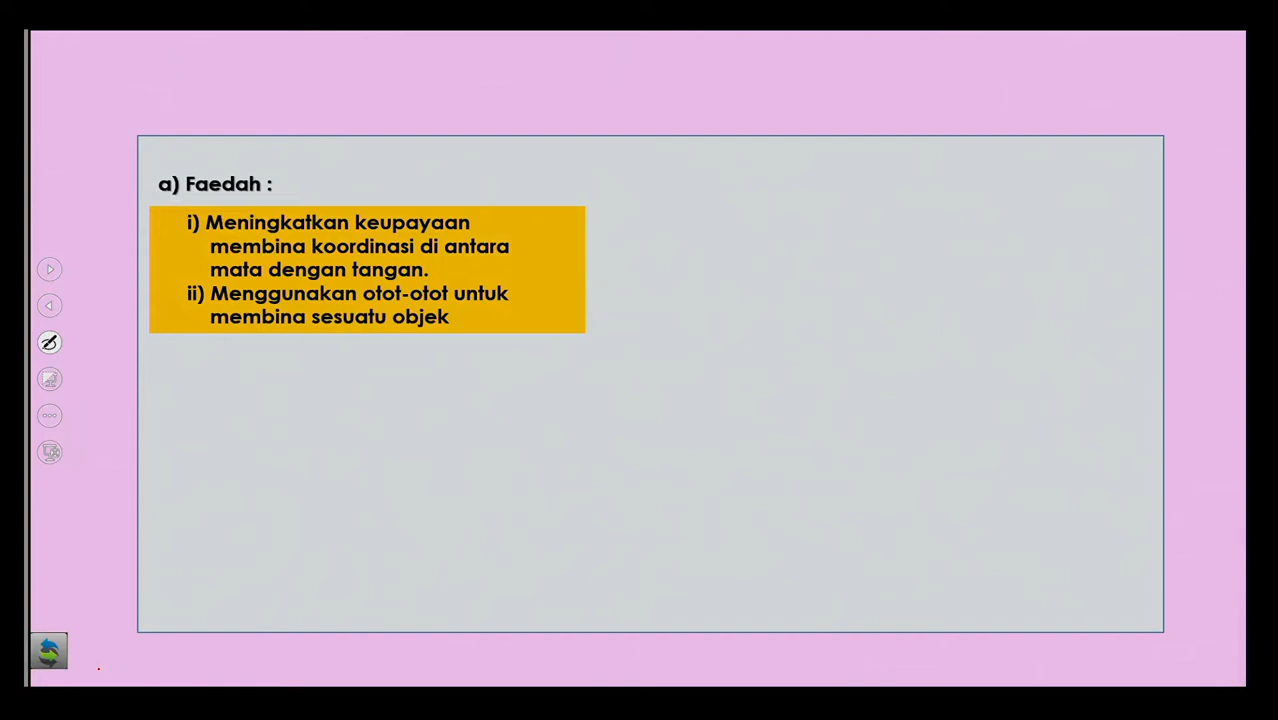 a) Faedah :
i) Meningkatkan keupayaan
membina koordinasi di antara
mata dengan tangan.
ii) Menggunakan otot-otot untuk
membina sesuatu objek